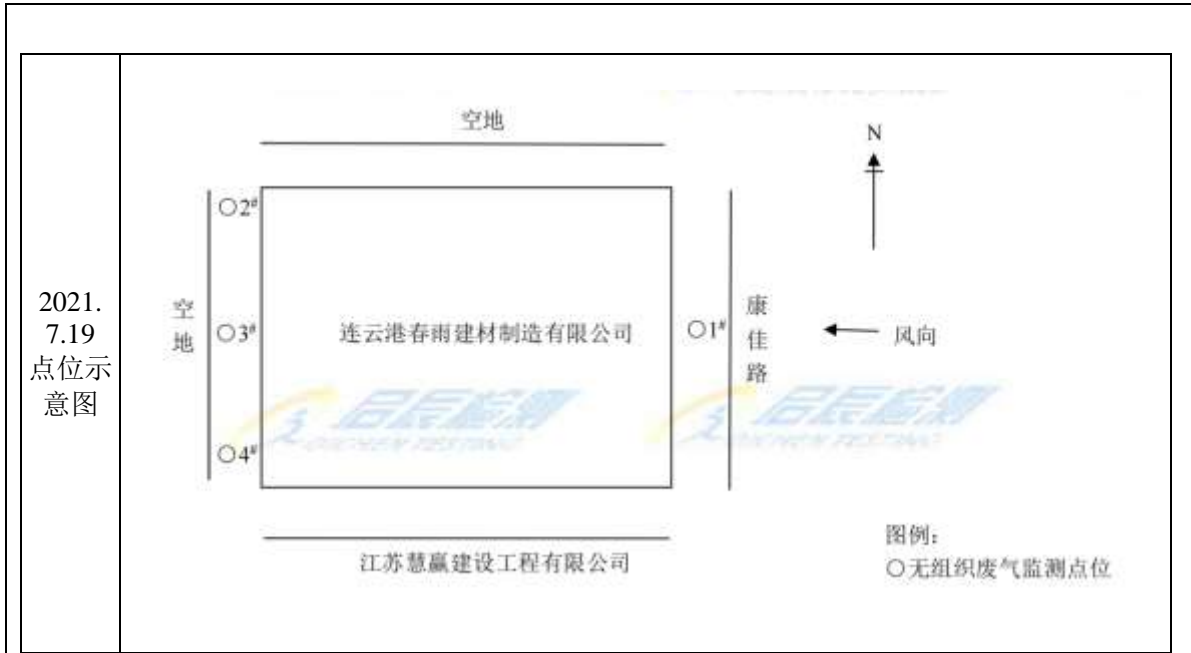 2021.
7.19
点位示
意图
空地
N
○2#
空
地
○3#
连云港春雨建材制造有限公司
○1#
康
佳
路
风向
○4#
江苏慧赢建设工程有限公司
图例：
○无组织废气监测点位